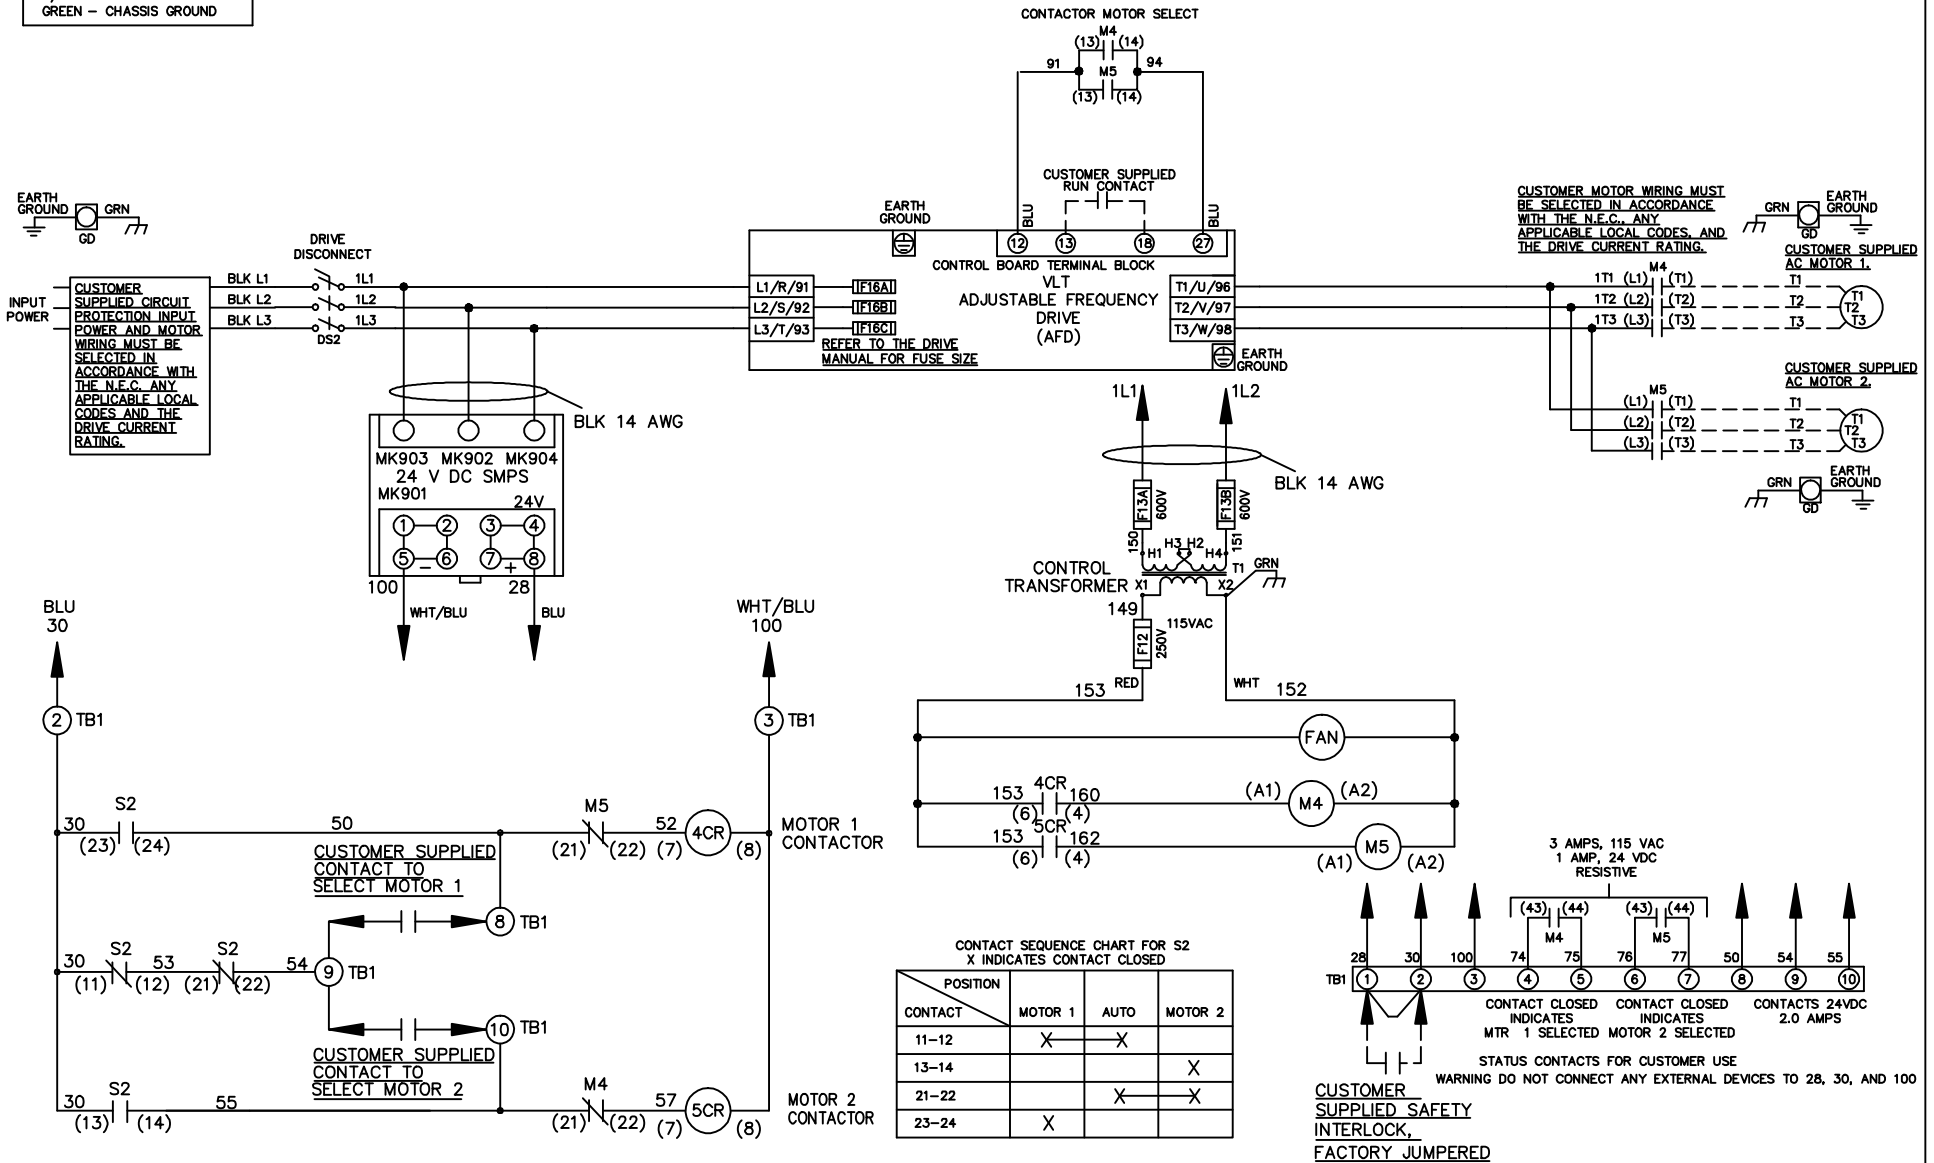 GREEN – CHASSIS GROUND
CONTACTOR MOTOR SELECT
M4
(13) (14)
91
94
M5
(13) (14)
BLU
BLU
CUSTOMER SUPPLIED
RUN CONTACT
12
13
18
27
CONTROL BOARD TERMINAL BLOCK
EARTH
GROUND
VLT
ADJUSTABLE FREQUENCY
DRIVE
(AFD)
L1/R/91
L2/S/92
L3/T/93
F16A
F16B
F16C
REFER TO THE DRIVE
MANUAL FOR FUSE SIZE
T1/U/96
T2/V/97
T3/W/98
EARTH
GROUND
EARTH
GROUND
GRN
GD
INPUT
POWER
CUSTOMER
SUPPLIED CIRCUIT
PROTECTION INPUT
POWER AND MOTOR
WIRING MUST BE
SELECTED IN
ACCORDANCE WITH
THE N.E.C. ANY
APPLICABLE LOCAL
CODES AND THE
DRIVE CURRENT
RATING.
DRIVE
DISCONNECT
BLK L1
1L1
BLK L2
1L2
BLK L3
1L3
DS2
BLK 14 AWG
MK903 MK902 MK904
24 V DC SMPS
MK901
24V
1
2
3
4
5
6
7
8
–
+
100
28
WHT/BLU
BLU
CUSTOMER MOTOR WIRING MUST
BE SELECTED IN ACCORDANCE
WITH THE N.E.C., ANY
APPLICABLE LOCAL CODES, AND
THE DRIVE CURRENT RATING.
EARTH
GROUND
GRN
GD
CUSTOMER SUPPLIED
AC MOTOR 1.
M4
1T1 (L1) (T1) T1 T1
1T2 (L2) (T2) T2 T2
1T3 (L3) (T3) T3 T3
CUSTOMER SUPPLIED
AC MOTOR 2.
M5
(L1) (T1) T1 T1
(L2) (T2) T2 T2
(L3) (T3) T3 T3
EARTH
GROUND
GRN
GD
1L1
1L2
BLK 14 AWG
F13A
600V
F13B
600V
150
151
H1 H3 H2 H4
CONTROL
TRANSFORMER
X1
X2
T1
GRN
149
115VAC
F12
250V
153
RED
WHT
152
FAN
4CR
153 160
(6) (4)
(A1) M4 (A2)
5CR
153 162
(6) (4)
(A1) M5 (A2)
BLU
30
WHT/BLU
100
2 TB1
3 TB1
S2
30
(23) (24)
50
M5
(21) (22)
52
(7) 4CR (8)
MOTOR 1
CONTACTOR
CUSTOMER SUPPLIED
CONTACT TO
SELECT MOTOR 1
8 TB1
S2
30
(11) (12)
53
S2
(21) (22)
54
9 TB1
10 TB1
CUSTOMER SUPPLIED
CONTACT TO
SELECT MOTOR 2
S2
30
(13) (14)
55
M4
(21) (22)
57
(7) 5CR (8)
MOTOR 2
CONTACTOR
CONTACT SEQUENCE CHART FOR S2
X INDICATES CONTACT CLOSED
POSITION
CONTACT MOTOR 1 AUTO MOTOR 2
11–12 X X
13–14 X
21–22 X X
23–24 X
3 AMPS, 115 VAC
1 AMP, 24 VDC
RESISTIVE
(43) (44)
M4
(43) (44)
M5
28 30 100 74 75 76 77 50 54 55
TB1 1 2 3 4 5 6 7 8 9 10
CONTACT CLOSED
INDICATES
MTR 1 SELECTED
CONTACT CLOSED
INDICATES
MOTOR 2 SELECTED
CONTACTS 24VDC
2.0 AMPS
STATUS CONTACTS FOR CUSTOMER USE
WARNING DO NOT CONNECT ANY EXTERNAL DEVICES TO 28, 30, AND 100
CUSTOMER
SUPPLIED SAFETY
INTERLOCK,
FACTORY JUMPERED